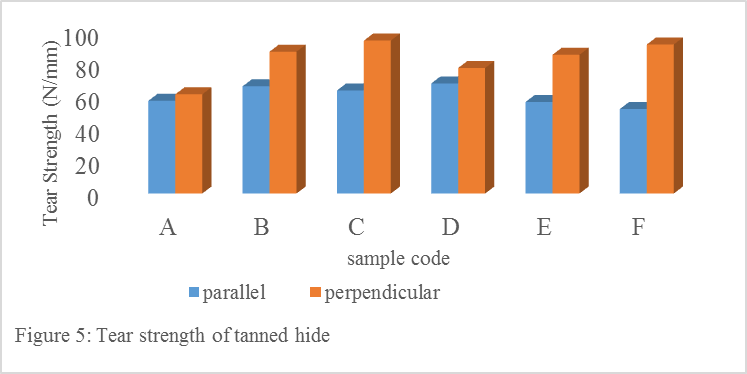 Tear Strength (N/mm)
100
80
60
40
20
0
A B C D E F
sample code
parallel perpendicular
Figure 5: Tear strength of tanned hide